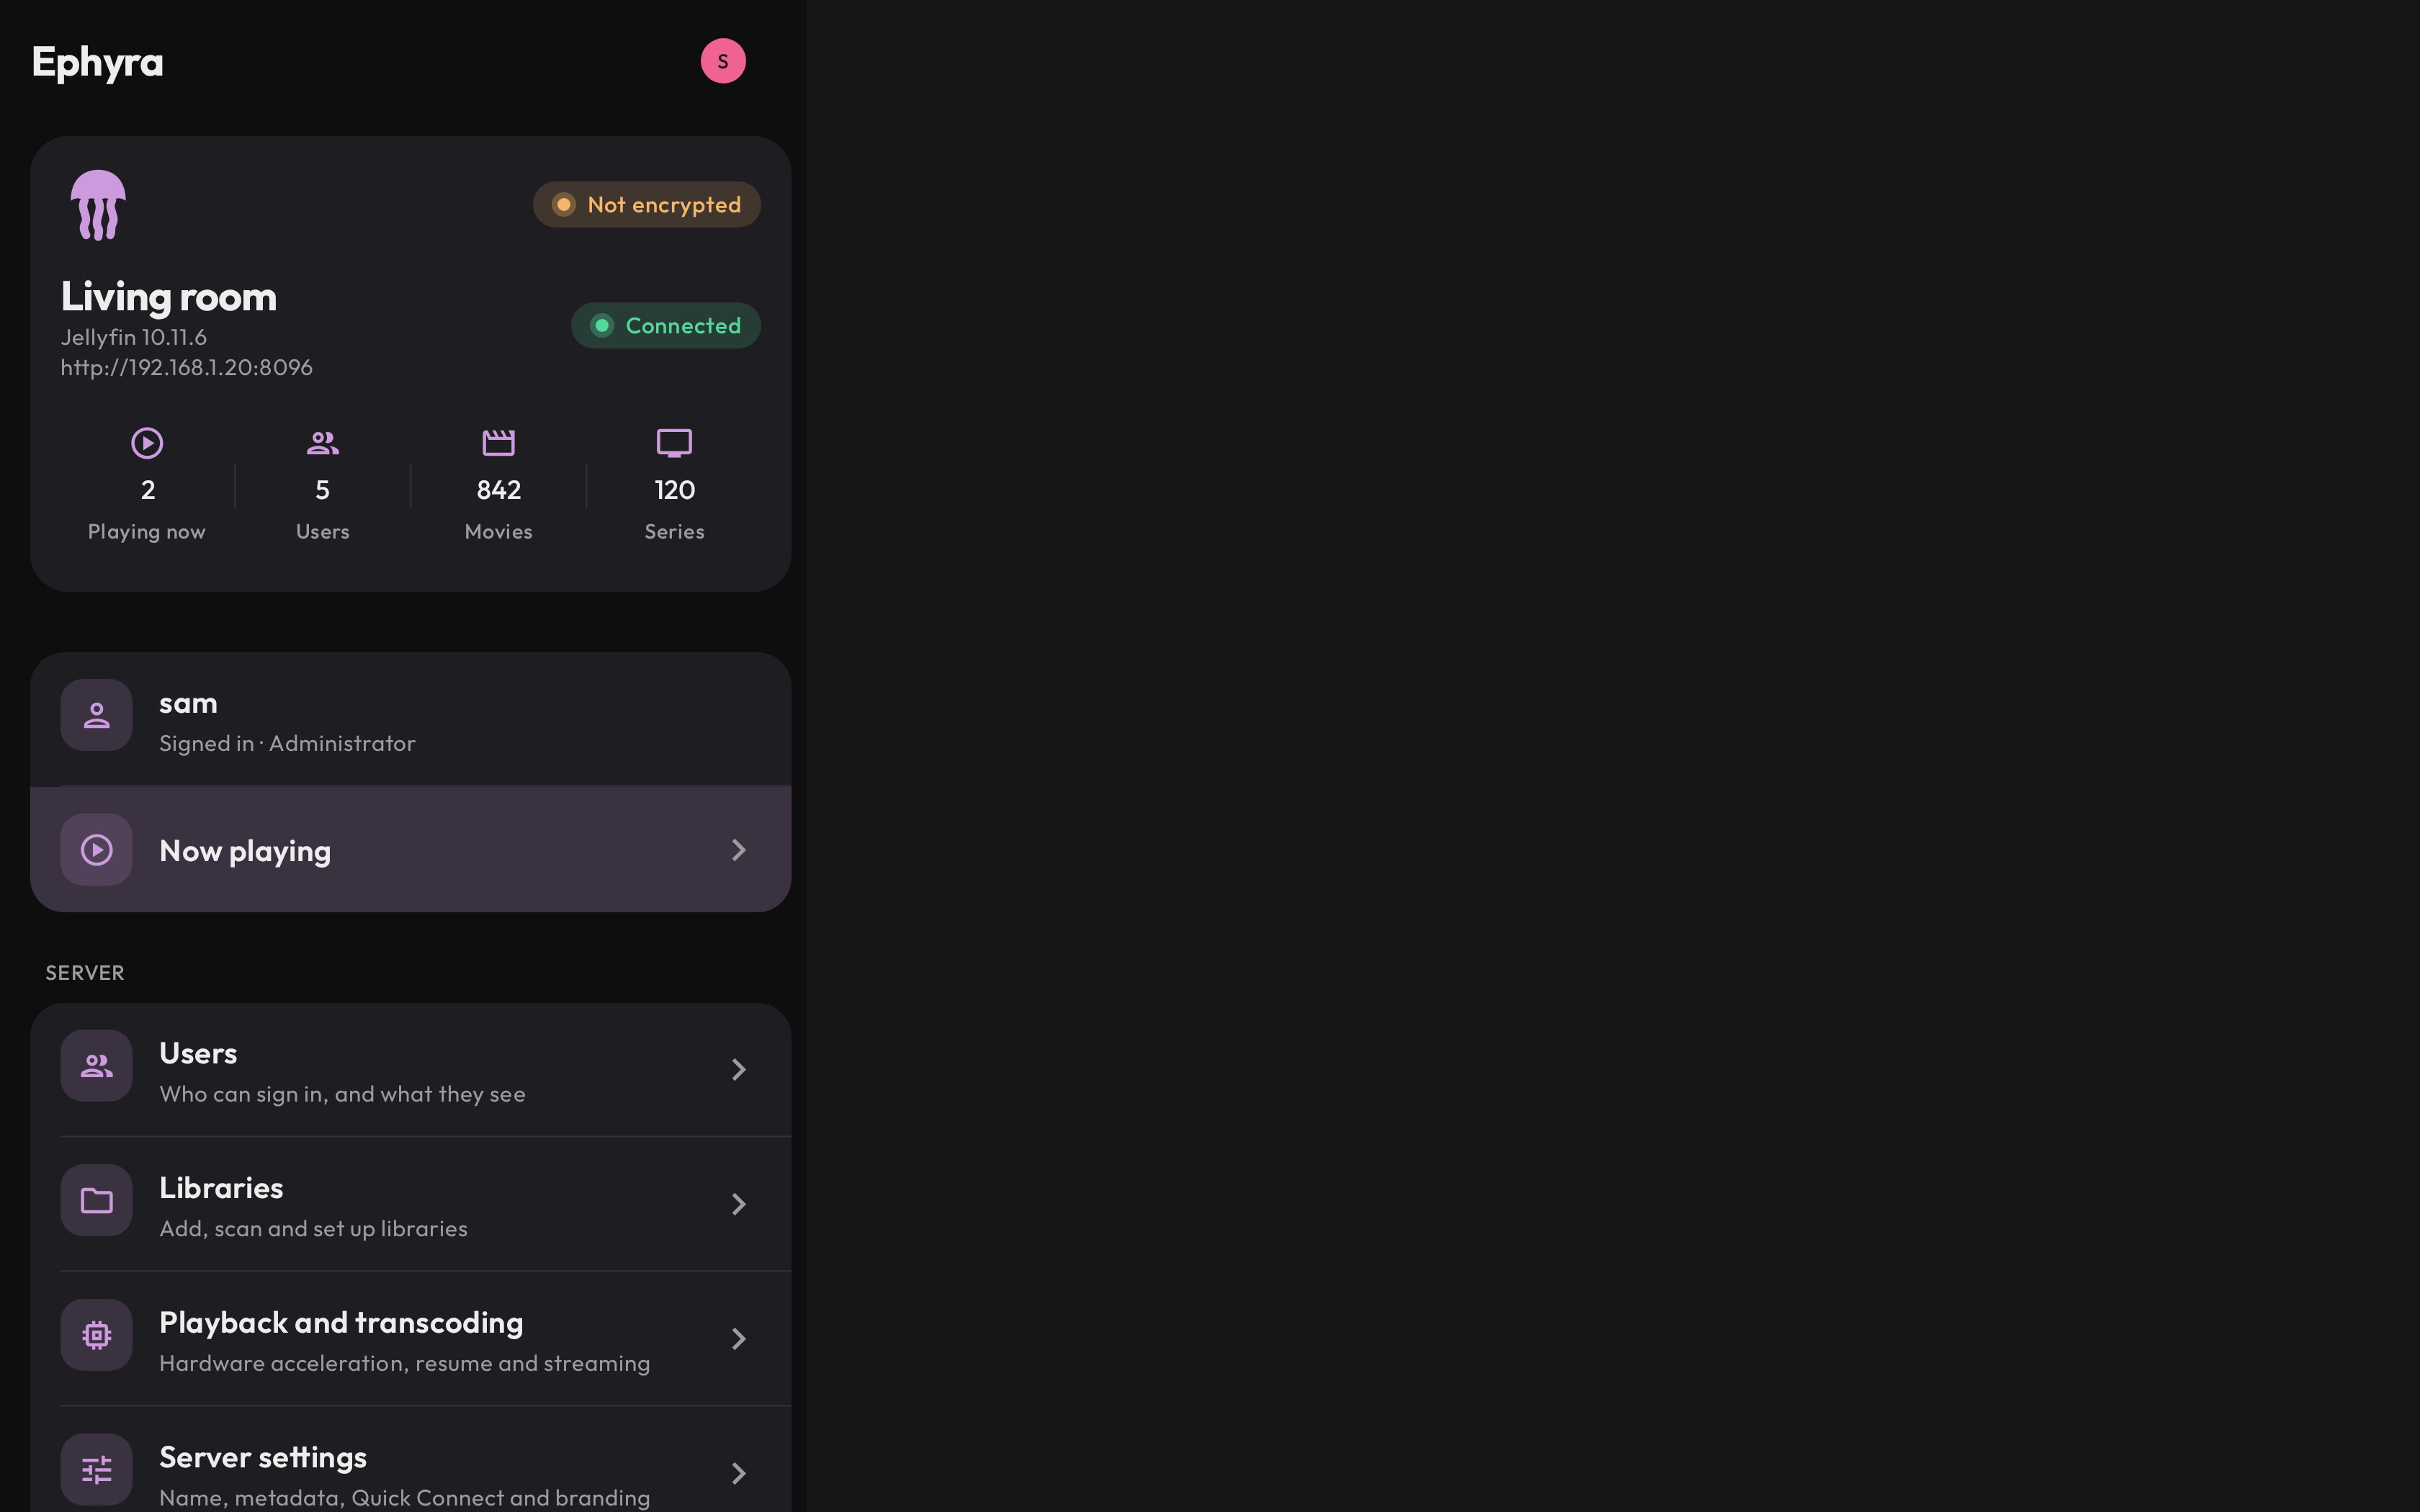 Ephyra
S
Not encrypted
Living room
Jellyfin 10.11.6
http://192.168.1.20:8096
Connected
2
Playing now
5
Users
842
Movies
120
Series
sam
Signed in · Administrator
Now playing
SERVER
Users
Who can sign in, and what they see
Libraries
Add, scan and set up libraries
Playback and transcoding
Hardware acceleration, resume and streaming
Server settings
Name, metadata, Quick Connect and branding